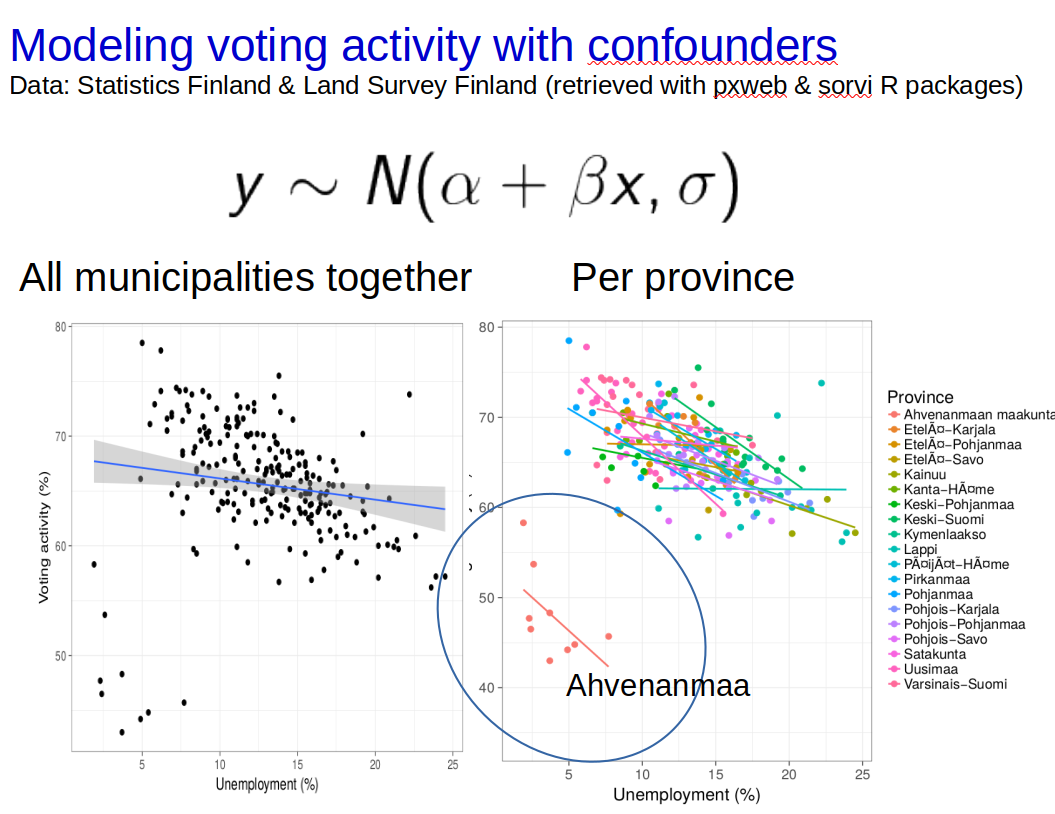 Modeling voting activity with confounders
Data: Statistics Finland & Land Survey Finland (retrieved with pxweb & sorvi R packages)
y ~ N(α + βx, σ)
All municipalities together
Per province
80
70
60
50
Voting activity (%)
5 10 15 20 25
Unemployment (%)
80
70
60
50
40
5 10 15 20 25
Unemployment (%)
Ahvenanmaa
Province
Ahvenanmaan maakunta
EtelÃ¤−Karjala
EtelÃ¤−Pohjanmaa
EtelÃ¤−Savo
Kainuu
Kanta−HÃ¤me
Keski−Pohjanmaa
Keski−Suomi
Kymenlaakso
Lappi
PÃ¤ijÃ¤t−HÃ¤me
Pirkanmaa
Pohjanmaa
Pohjois−Karjala
Pohjois−Pohjanmaa
Pohjois−Savo
Satakunta
Uusimaa
Varsinais−Suomi